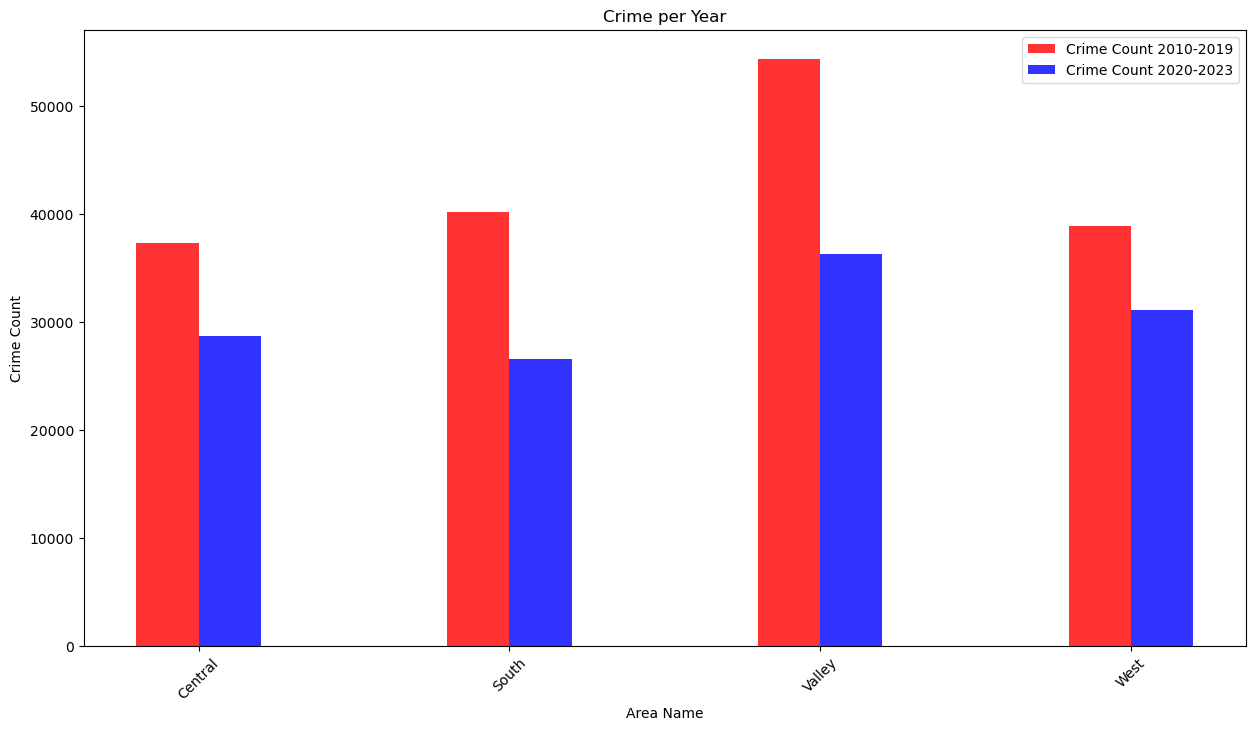 Crime per Year
Crime Count 2010-2019
Crime Count 2020-2023
50000
40000
30000
20000
10000
0
Crime Count
Central
South
Valley
West
Area Name